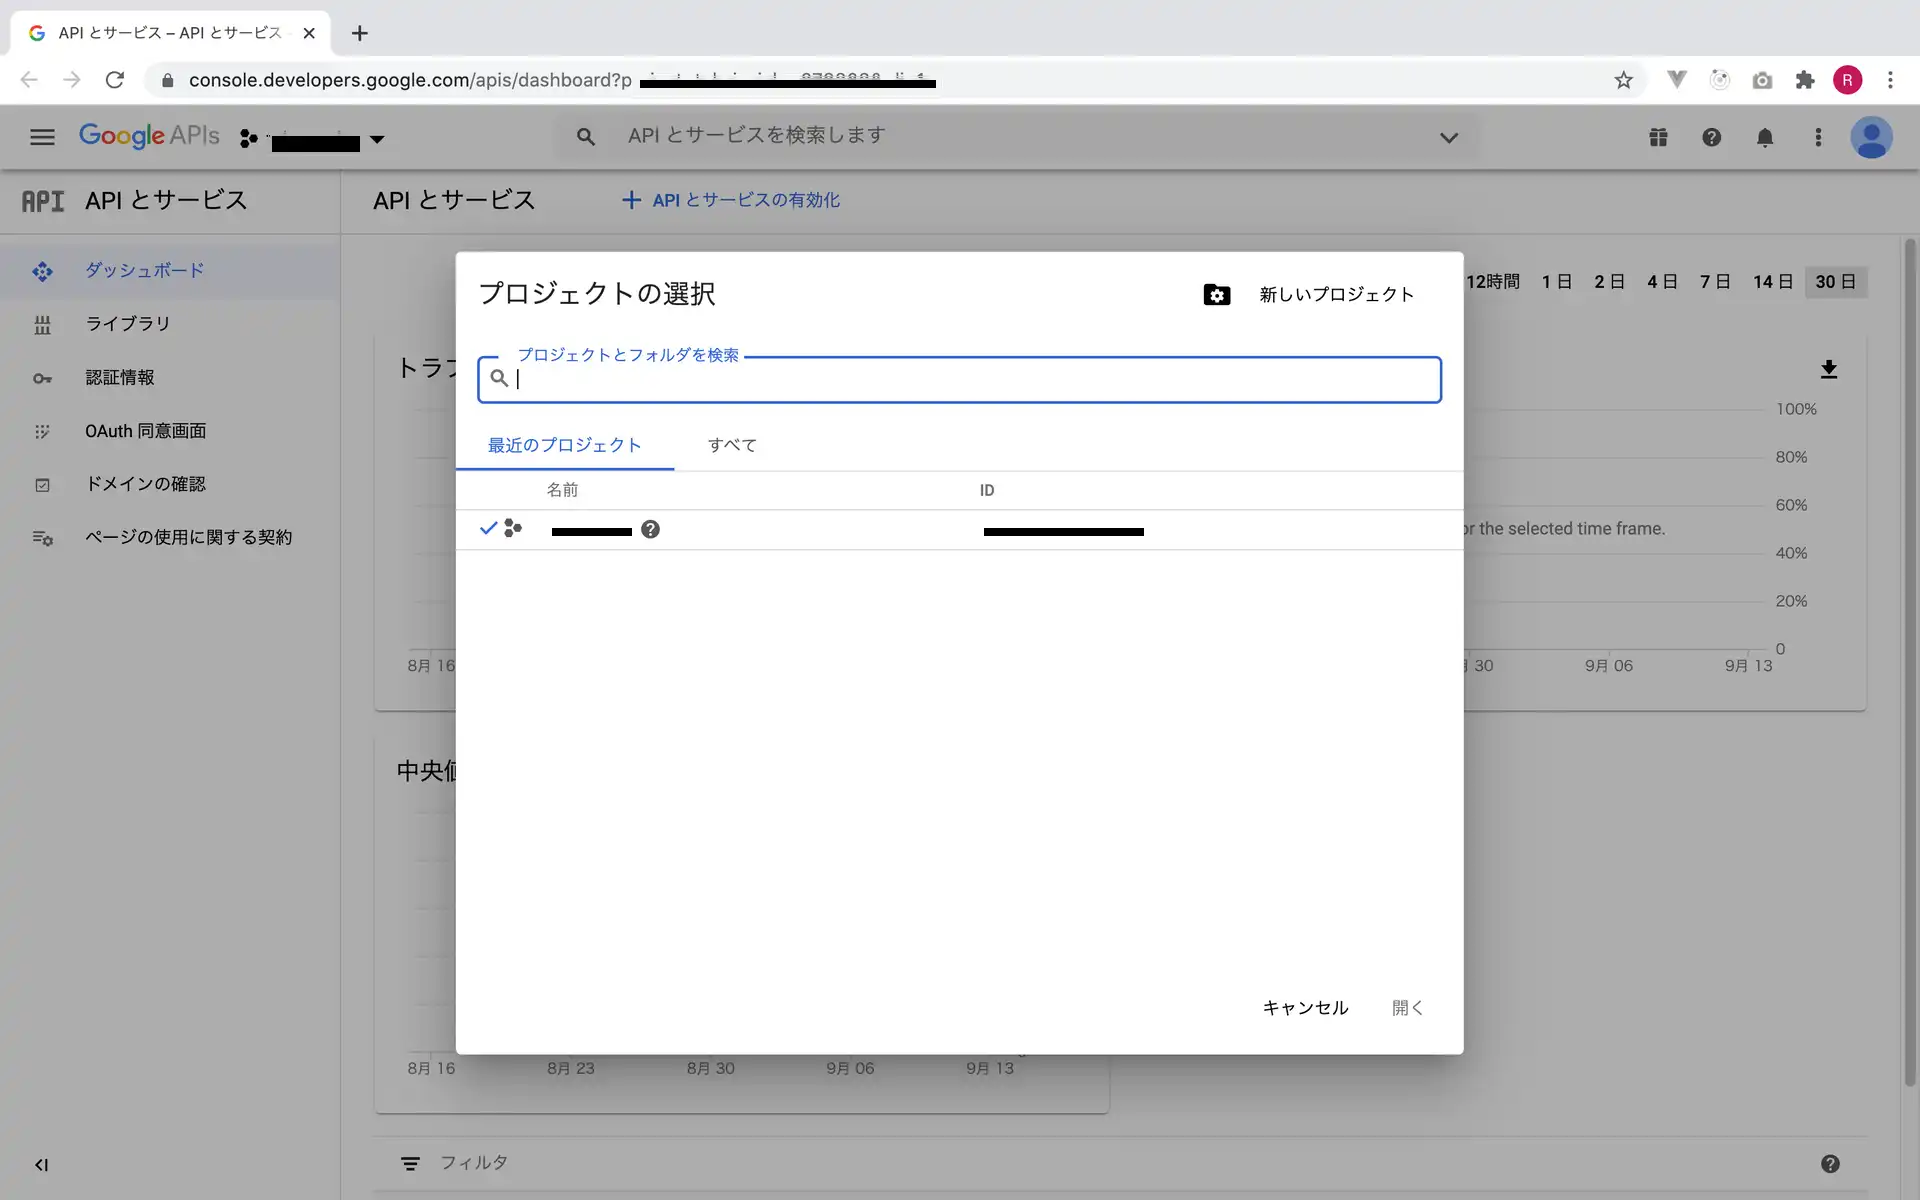 API とサービス – API とサービス
console.developers.google.com/apis/dashboard?p
R
Google APIs
API とサービスを検索します
API API とサービス
API とサービス
API とサービスの有効化
ダッシュボード
ライブラリ
認証情報
OAuth 同意画面
ドメインの確認
ページの使用に関する契約
12時間 1 日 2 日 4 日 7 日 14 日 30 日
プロジェクトの選択
新しいプロジェクト
プロジェクトとフォルダを検索
最近のプロジェクト すべて
名前 ID
トラフ
100%
80%
60%
or the selected time frame.
40%
20%
0
8月 16
30 9月 06 9月 13
中央値
キャンセル 開く
8月 16 8月 23 8月 30 9月 06 9月 13
フィルタ